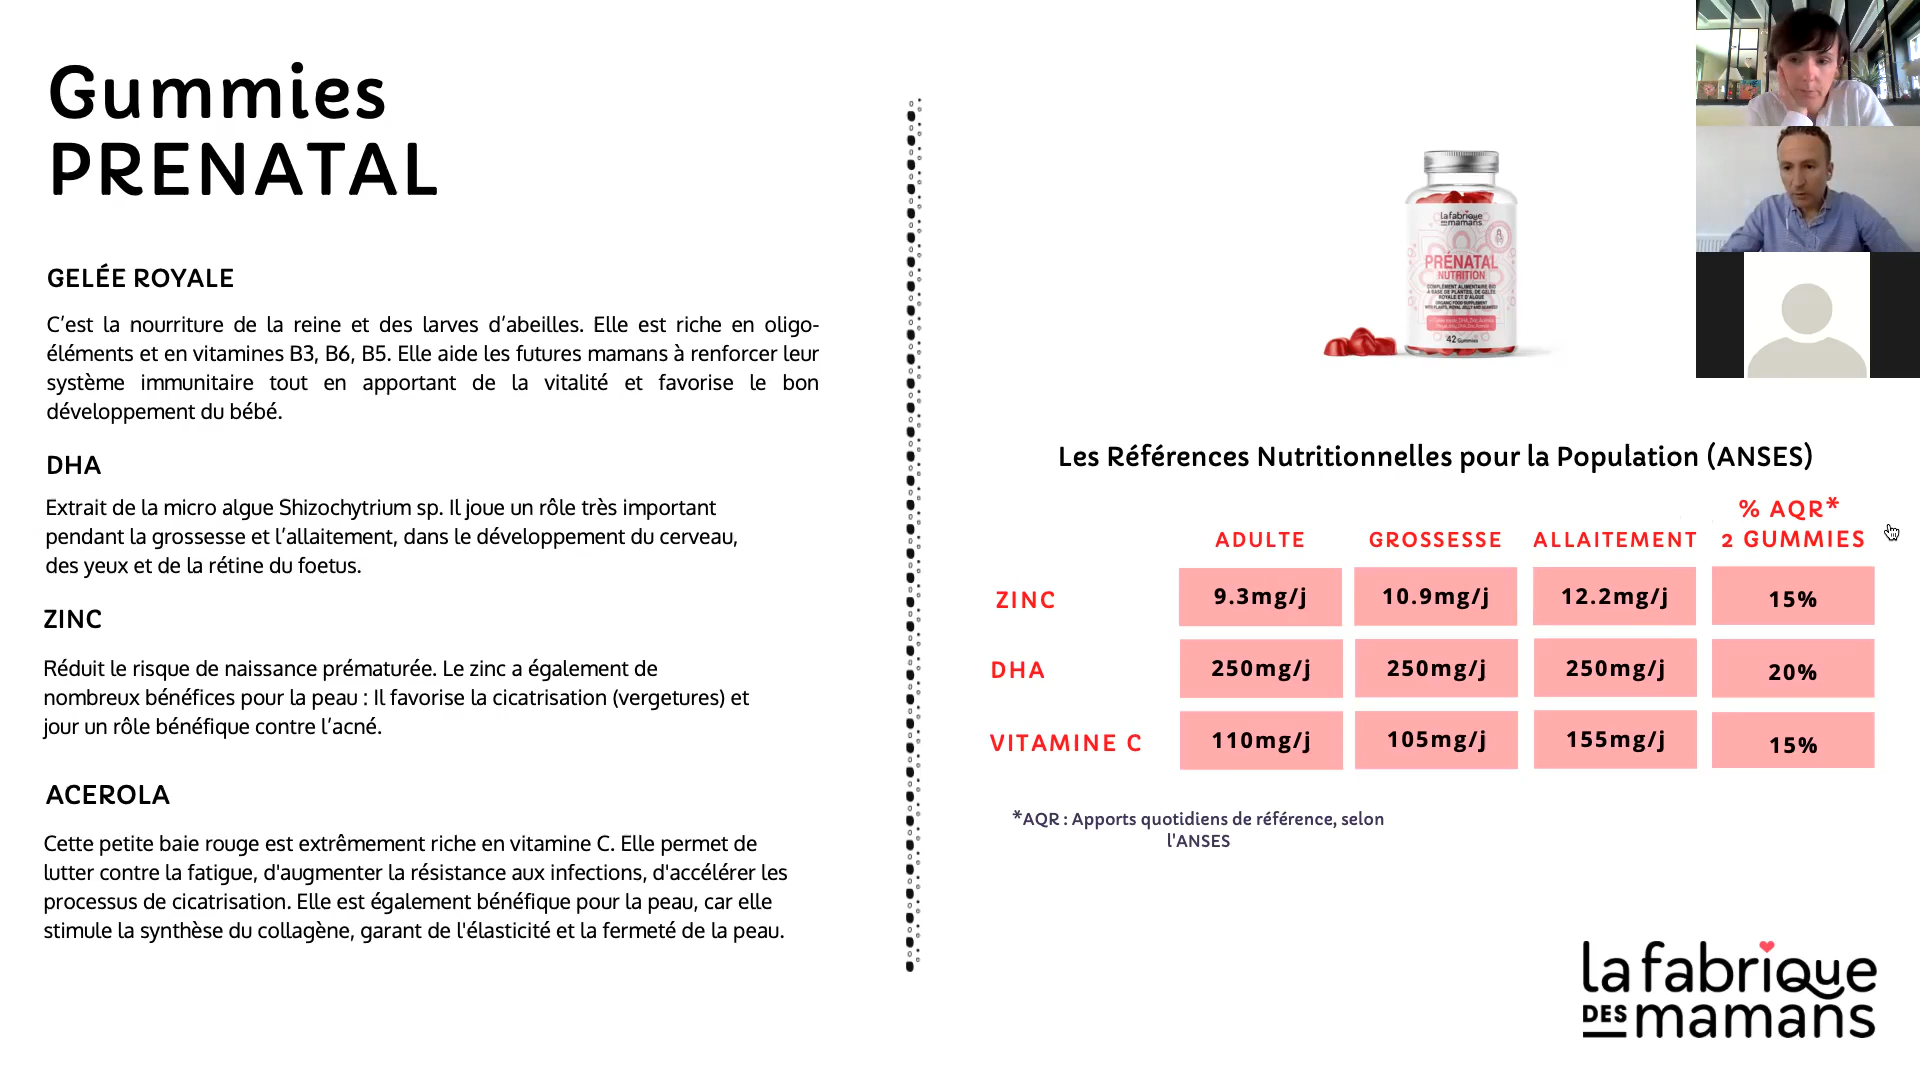 Gummies
PRENATAL
GELÉE ROYALE
C’est la nourriture de la reine et des larves d’abeilles. Elle est riche en oligo-
éléments et en vitamines B3, B6, B5. Elle aide les futures mamans à renforcer leur
système immunitaire tout en apportant de la vitalité et favorise le bon
développement du bébé.
DHA
Extrait de la micro algue Shizochytrium sp. Il joue un rôle très important
pendant la grossesse et l’allaitement, dans le développement du cerveau,
des yeux et de la rétine du foetus.
ZINC
Réduit le risque de naissance prématurée. Le zinc a également de
nombreux bénéfices pour la peau : Il favorise la cicatrisation (vergetures) et
jour un rôle bénéfique contre l’acné.
ACEROLA
Cette petite baie rouge est extrêmement riche en vitamine C. Elle permet de
lutter contre la fatigue, d'augmenter la résistance aux infections, d'accélérer les
processus de cicatrisation. Elle est également bénéfique pour la peau, car elle
stimule la synthèse du collagène, garant de l'élasticité et la fermeté de la peau.
la fabrique
DES mamans
PRÉNATAL
NUTRITION
COMPLÉMENT ALIMENTAIRE BIO
À BASE DE PLANTES, DE GELÉE
ROYALE ET D'ALGUE
ORGANIC FOOD SUPPLEMENT
WITH PLANTS, ROYAL JELLY AND SEAWEED
42 Gummies
Les Références Nutritionnelles pour la Population (ANSES)
ADULTE GROSSESSE ALLAITEMENT % AQR* 2 GUMMIES
ZINC 9.3mg/j 10.9mg/j 12.2mg/j 15%
DHA 250mg/j 250mg/j 250mg/j 20%
VITAMINE C 110mg/j 105mg/j 155mg/j 15%
*AQR : Apports quotidiens de référence, selon
l'ANSES
la fabrique
DES mamans